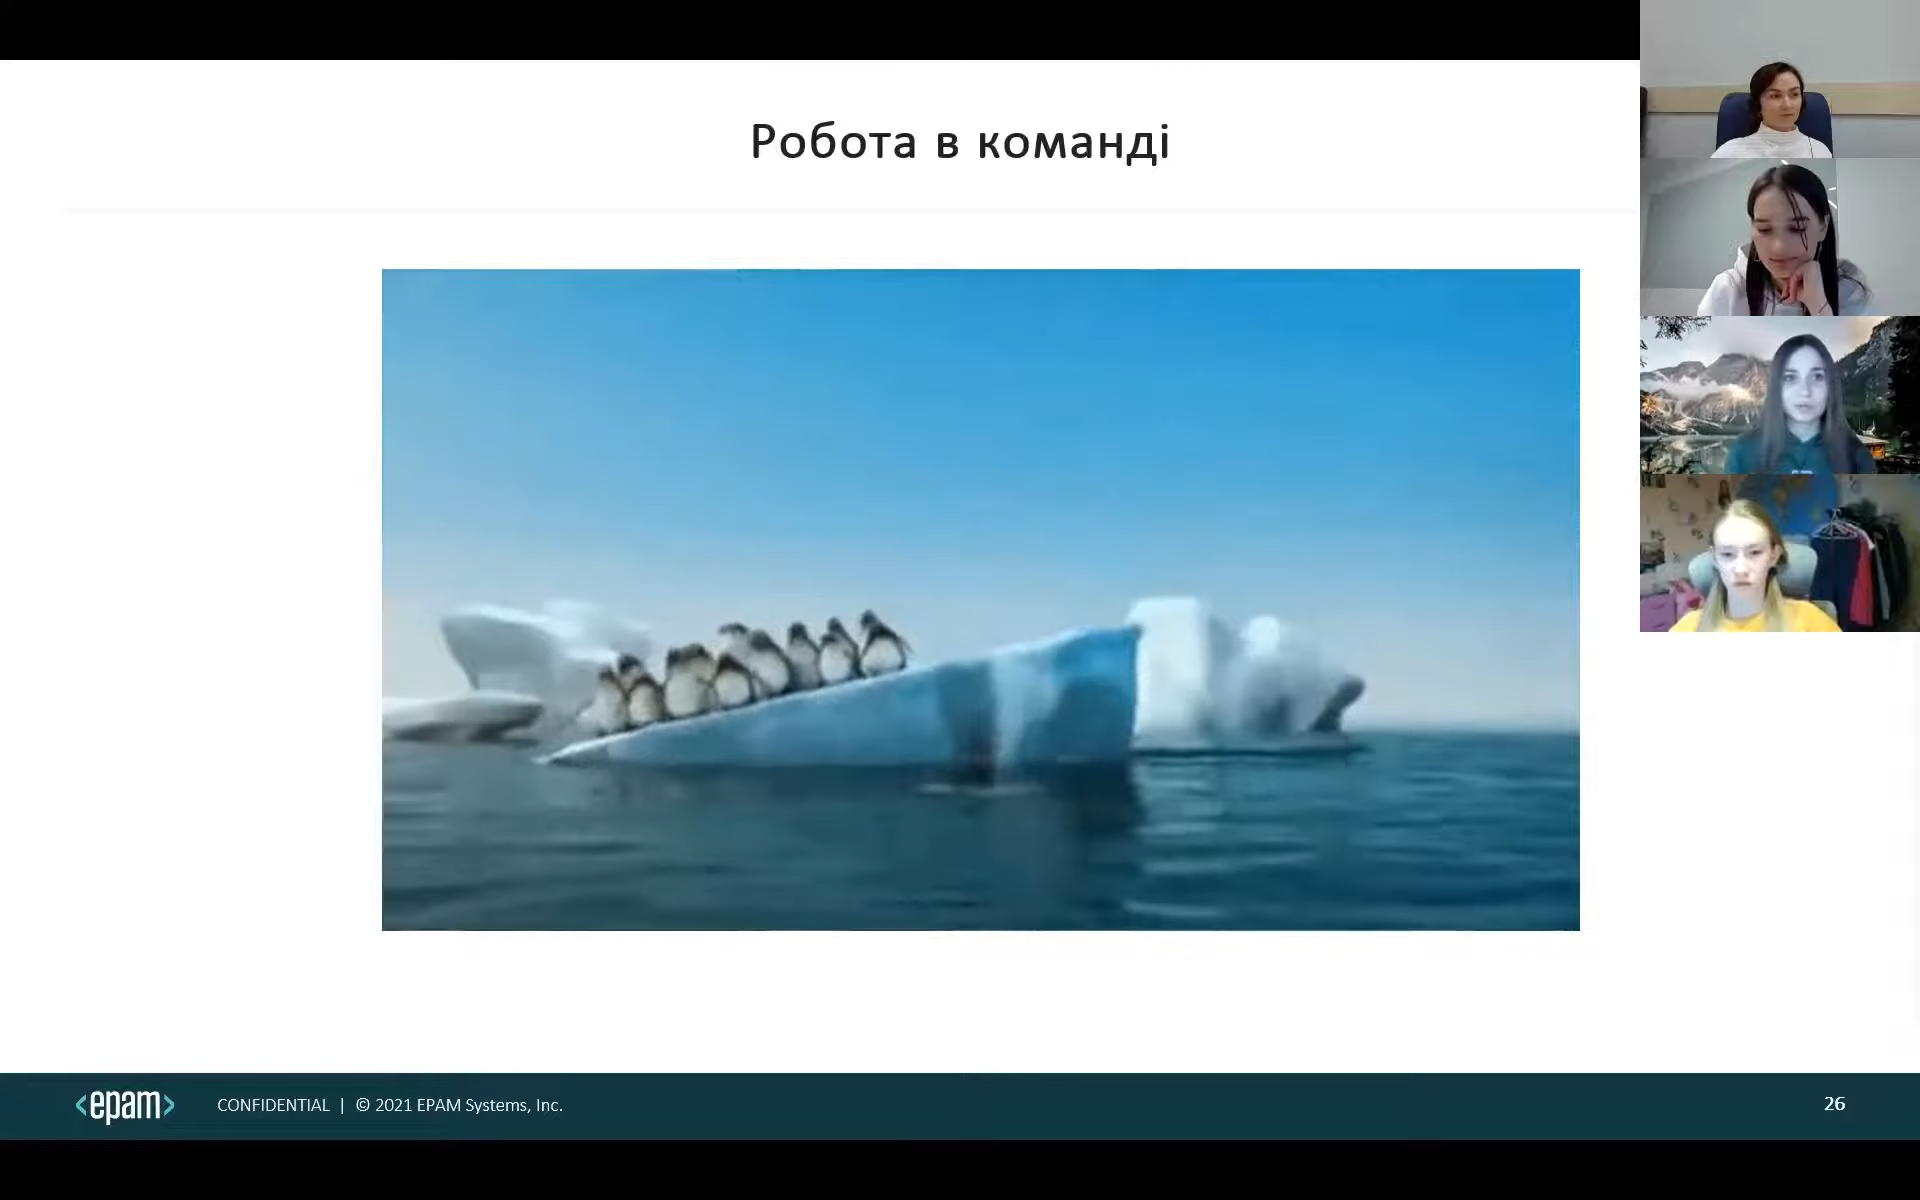 Робота в команді
<epam> CONFIDENTIAL | © 2021 EPAM Systems, Inc. 26